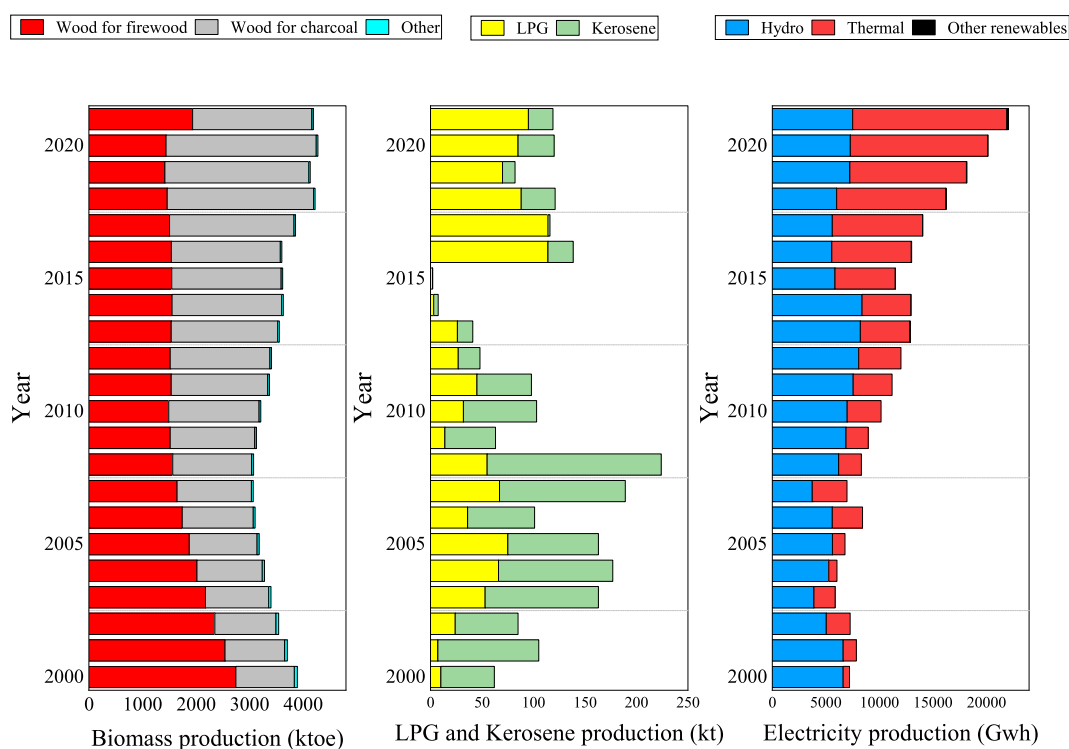 Wood for firewood Wood for charcoal Other
LPG Kerosene
Hydro Thermal Other renewables
Year
2020
2015
2010
2005
2000
0 1000 2000 3000 4000
Biomass production (ktoe)
Year
2020
2015
2010
2005
2000
0 50 100 150 200 250
LPG and Kerosene production (kt)
Year
2020
2015
2010
2005
2000
0 5000 10000 15000 20000
Electricity production (Gwh)